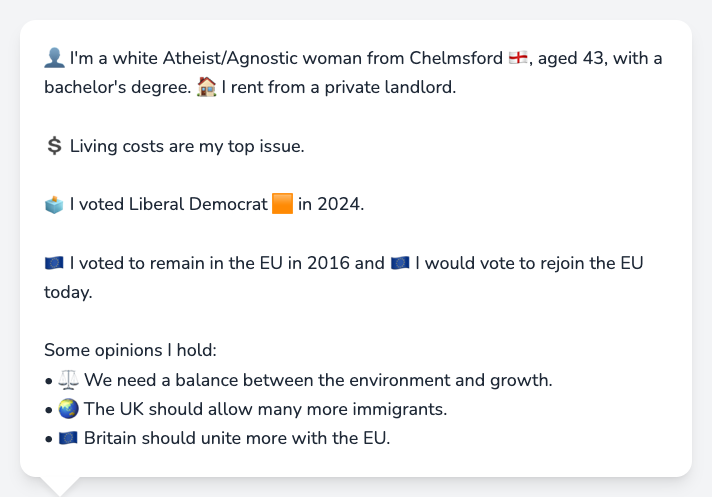 👤 I'm a white Atheist/Agnostic woman from Chelmsford 🏴󠁧󠁢󠁥󠁮󠁧󠁿, aged 43, with a
bachelor's degree. 🏠 I rent from a private landlord.
💲 Living costs are my top issue.
🗳️ I voted Liberal Democrat 🟧 in 2024.
🇪🇺 I voted to remain in the EU in 2016 and 🇪🇺 I would vote to rejoin the EU
today.
Some opinions I hold:
• ⚖️ We need a balance between the environment and growth.
• 🌏 The UK should allow many more immigrants.
• 🇪🇺 Britain should unite more with the EU.